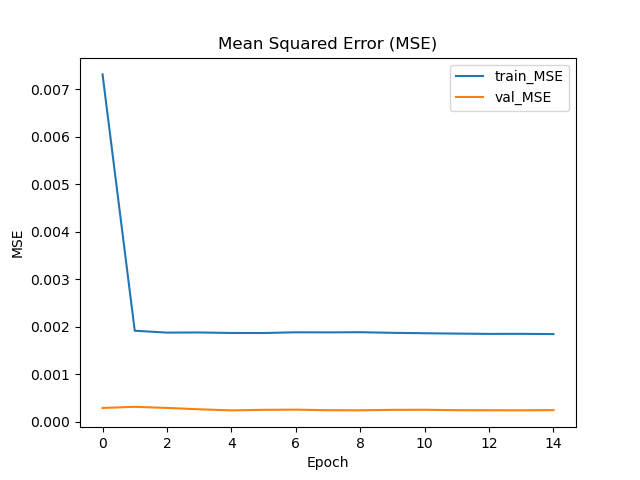 Mean Squared Error (MSE)
train_MSE
val_MSE
0.007
0.006
0.005
0.004
0.003
0.002
0.001
0.000
MSE
0 2 4 6 8 10 12 14
Epoch